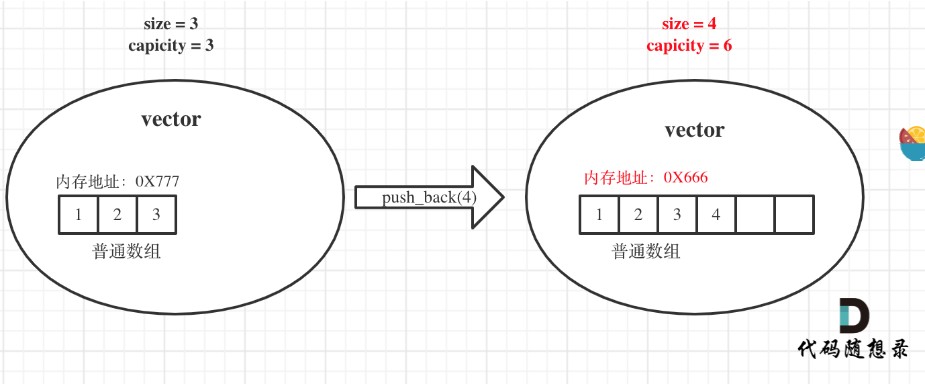 size = 3
capicity = 3
vector
内存地址：0X777
1 2 3
普通数组
push_back(4)
size = 4
capicity = 6
vector
内存地址：0X666
1 2 3 4
普通数组
代码随想录